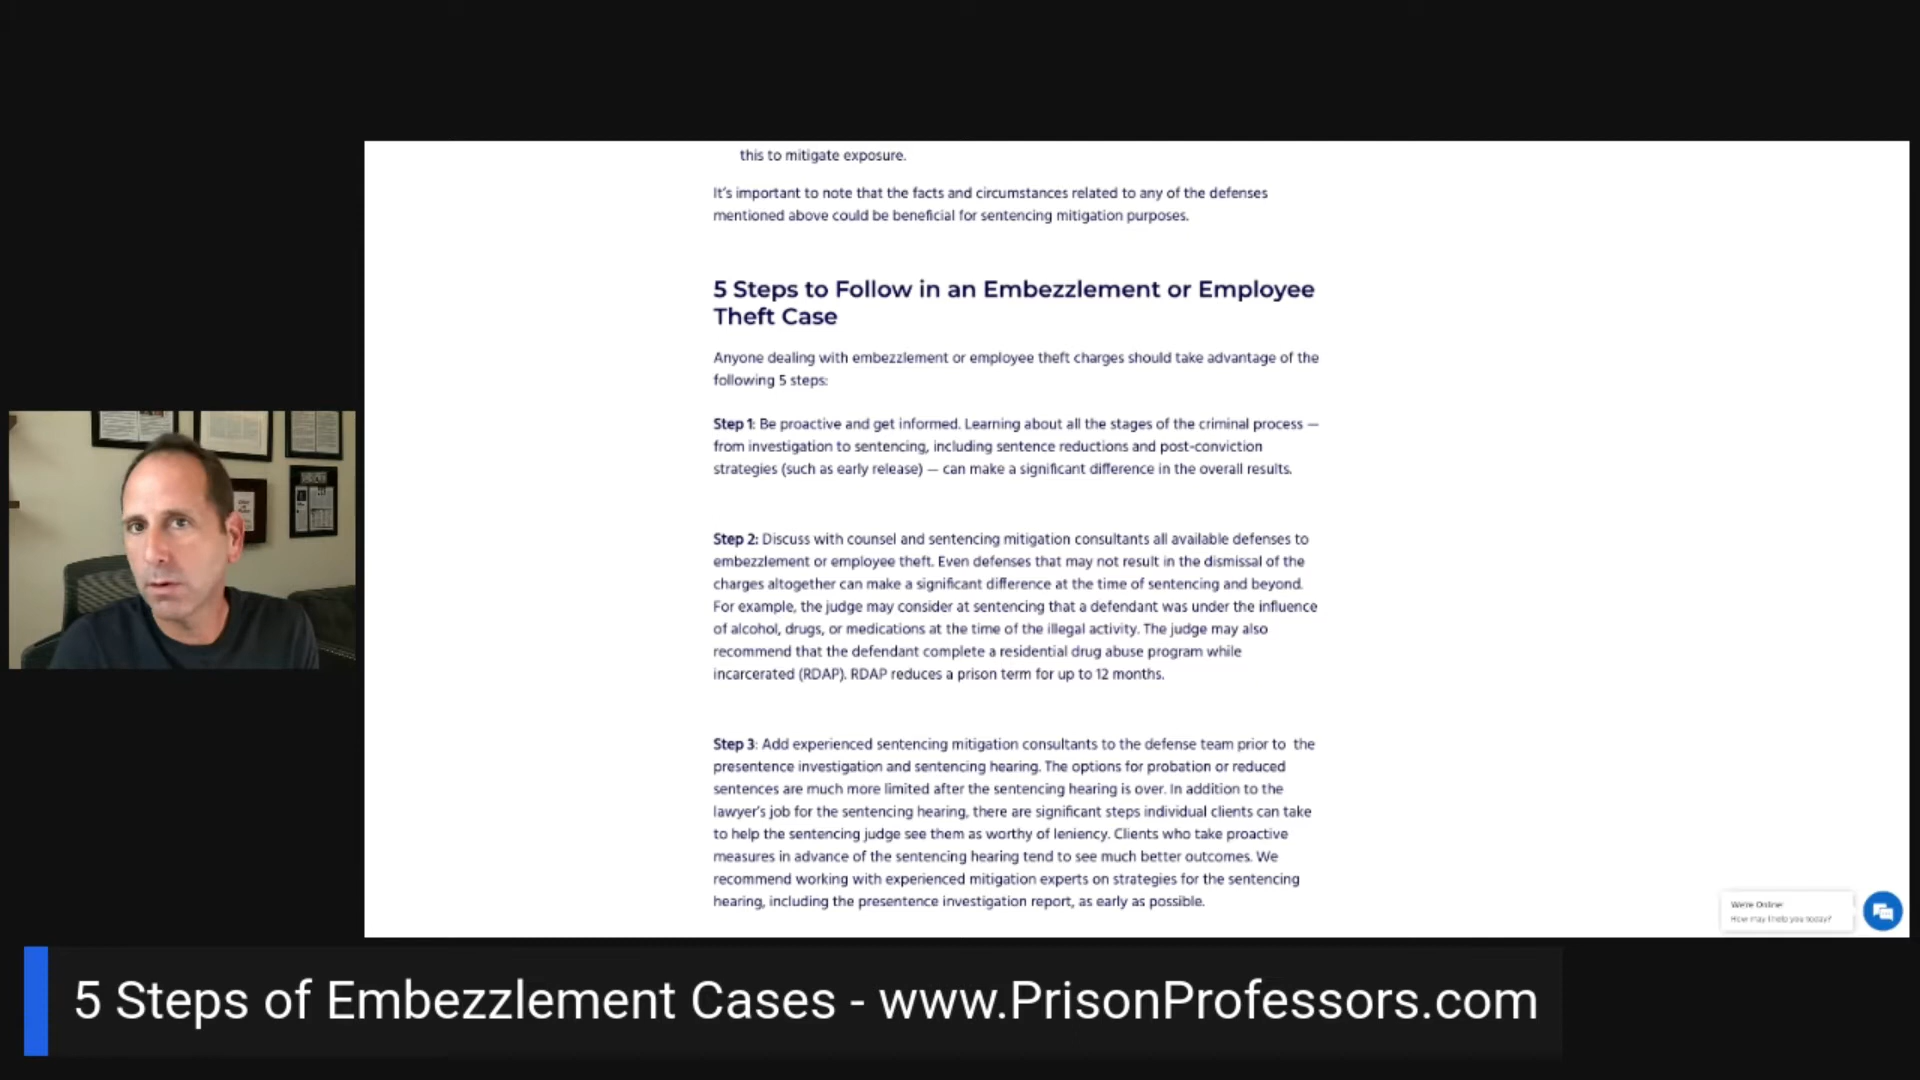 this to mitigate exposure.
It's important to note that the facts and circumstances related to any of the defenses
mentioned above could be beneficial for sentencing mitigation purposes.
5 Steps to Follow in an Embezzlement or Employee
Theft Case
Anyone dealing with embezzlement or employee theft charges should take advantage of the
following 5 steps:
Step 1: Be proactive and get informed. Learning about all the stages of the criminal process —
from investigation to sentencing, including sentence reductions and post-conviction
strategies (such as early release) — can make a significant difference in the overall results.
Step 2: Discuss with counsel and sentencing mitigation consultants all available defenses to
embezzlement or employee theft. Even defenses that may not result in the dismissal of the
charges altogether can make a significant difference at the time of sentencing and beyond.
For example, the judge may consider at sentencing that a defendant was under the influence
of alcohol, drugs, or medications at the time of the illegal activity. The judge may also
recommend that the defendant complete a residential drug abuse program while
incarcerated (RDAP). RDAP reduces a prison term for up to 12 months.
Step 3: Add experienced sentencing mitigation consultants to the defense team prior to  the
presentence investigation and sentencing hearing. The options for probation or reduced
sentences are much more limited after the sentencing hearing is over. In addition to the
lawyer's job for the sentencing hearing, there are significant steps individual clients can take
to help the sentencing judge see them as worthy of leniency. Clients who take proactive
measures in advance of the sentencing hearing tend to see much better outcomes. We
recommend working with experienced mitigation experts on strategies for the sentencing
hearing, including the presentence investigation report, as early as possible.
We're Online!
How may I help you today?
5 Steps of Embezzlement Cases - www.PrisonProfessors.com